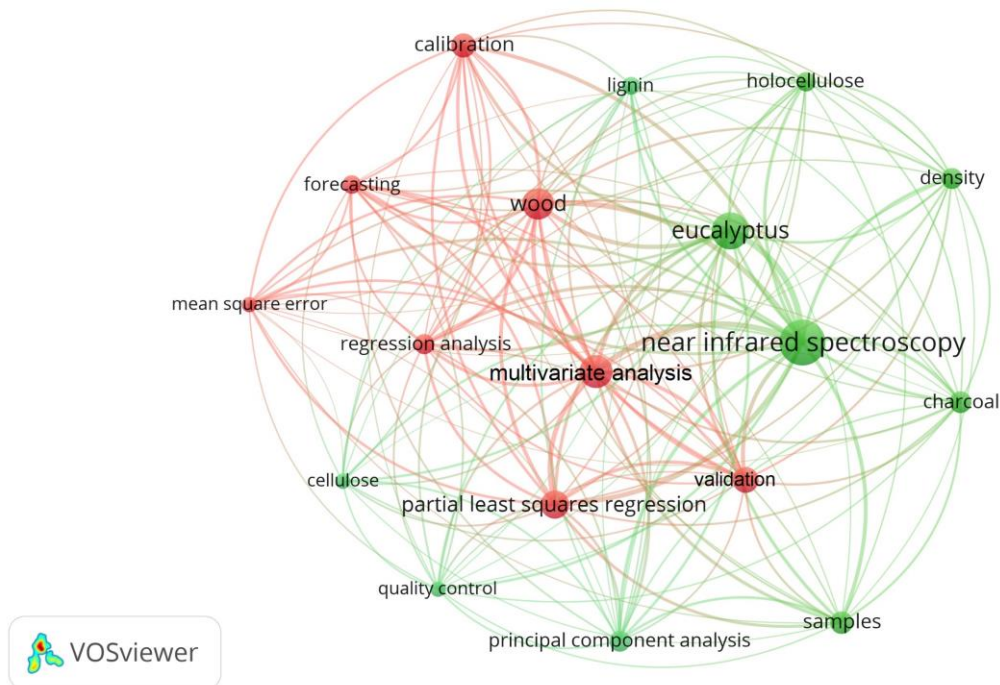 calibration
lignin
holocellulose
density
forecasting
wood
eucalyptus
mean square error
regression analysis
near infrared spectroscopy
multivariate analysis
charcoal
cellulose
validation
partial least squares regression
quality control
principal component analysis
samples
VOSviewer